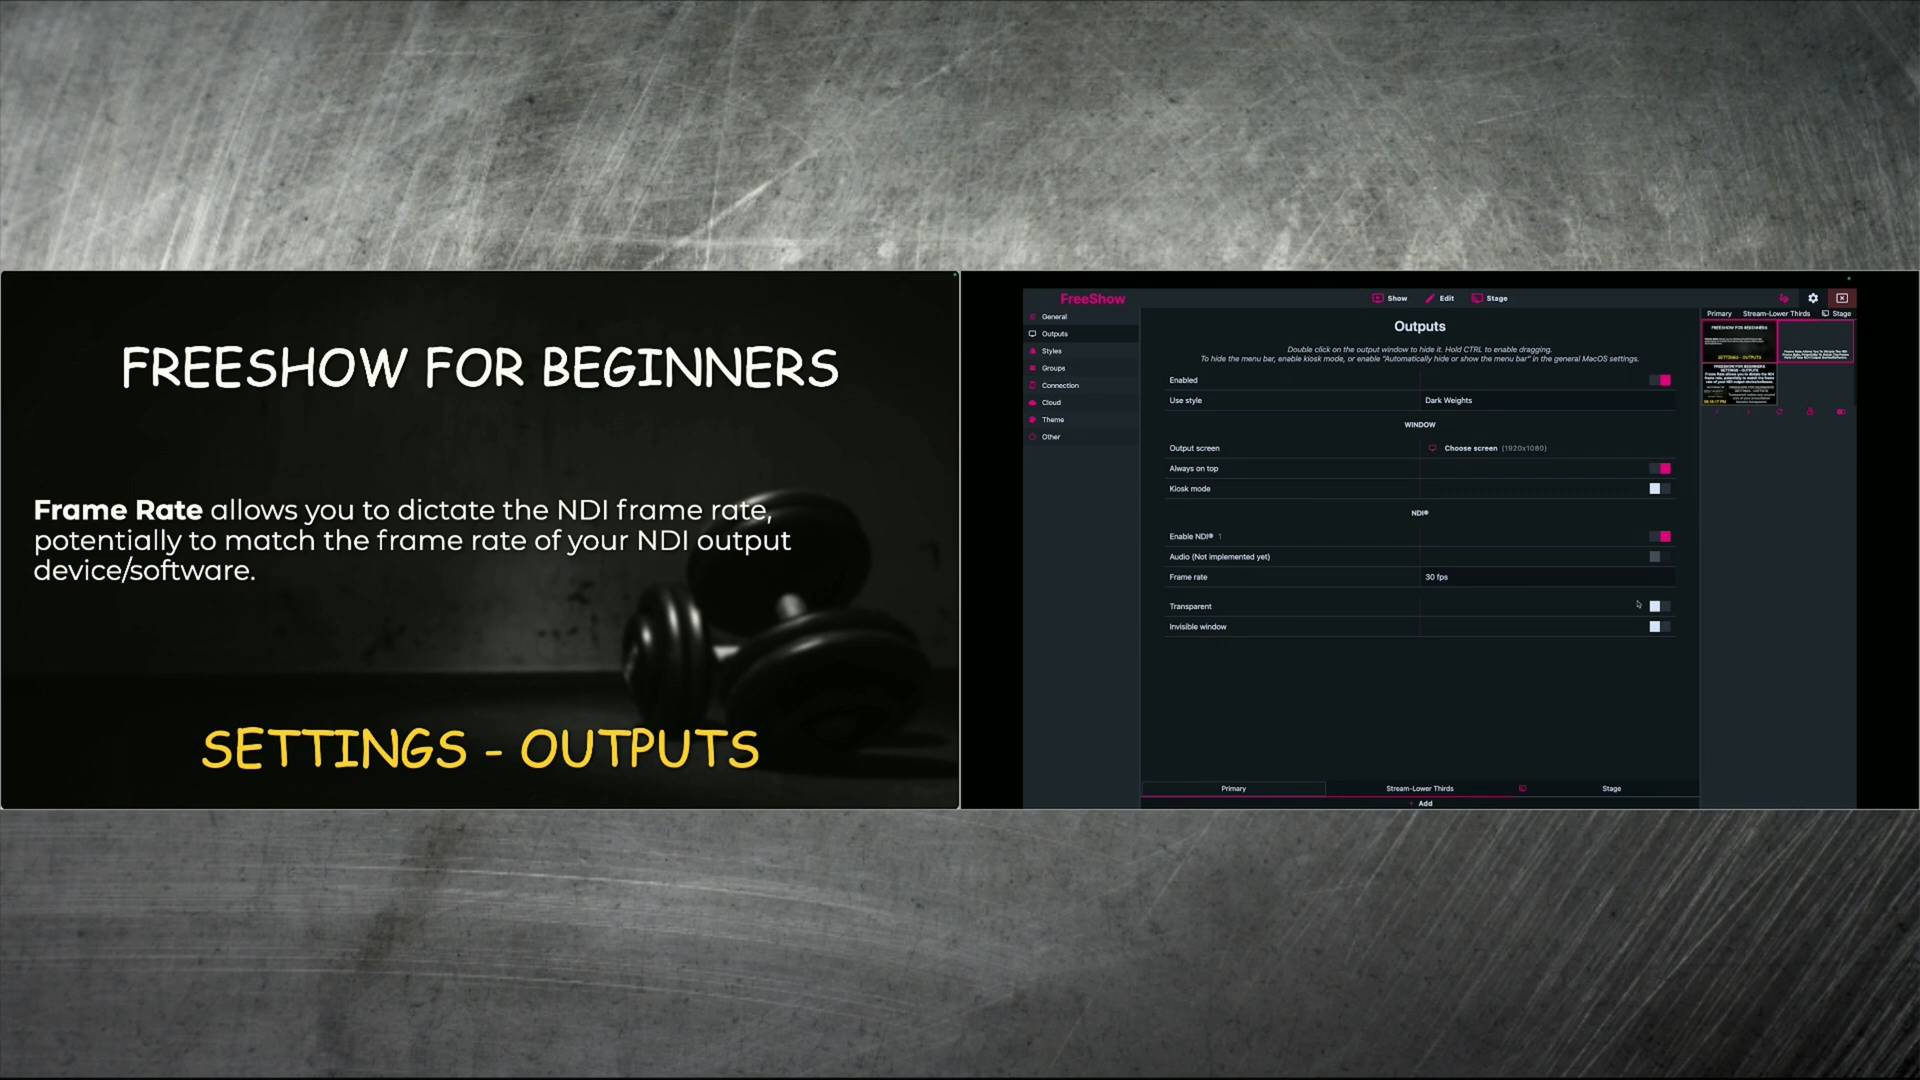 FREESHOW FOR BEGINNERS
Frame Rate allows you to dictate the NDI frame rate,
potentially to match the frame rate of your NDI output
device/software.
SETTINGS - OUTPUTS
FreeShow
Show
Edit
Stage
General
Outputs
Styles
Groups
Connection
Cloud
Theme
Other
Outputs
Double click on the output window to hide it. Hold CTRL to enable dragging.
To hide the menu bar, enable kiosk mode, or enable "Automatically hide or show the menu bar" in the general MacOS settings.
Enabled
Use style Dark Weights
WINDOW
Output screen Choose screen (1920x1080)
Always on top
Kiosk mode
NDI®
Enable NDI® 1
Audio (Not implemented yet)
Frame rate 30 fps
Transparent
Invisible window
Primary Stream-Lower Thirds Stage
+ Add
Primary Stream-Lower Thirds Stage
FREESHOW FOR BEGINNERS
SETTINGS - OUTPUTS